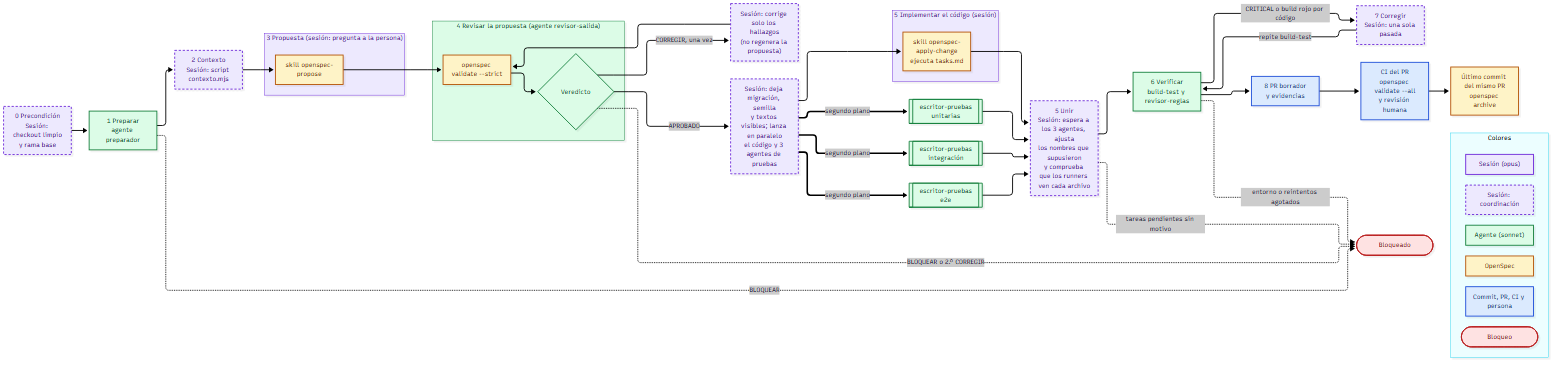 0 Precondición
Sesión:
checkout limpio
y rama base
1 Preparar
agente
preparador
2 Contexto
Sesión: script
contexto.mjs
3 Propuesta (sesión: pregunta a la persona)
skill openspec-
propose
4 Revisar la propuesta (agente revisor-salida)
openspec
validate --strict
Veredicto
CORREGIR, una vez
Sesión: corrige
solo los
hallazgos
(no regenera la
propuesta)
APROBADO
Sesión: deja
migración,
semilla
y textos
visibles; lanza
en paralelo
el código y 3
agentes de
pruebas
5 Implementar el código (sesión)
skill openspec-
apply-change
ejecuta tasks.md
segundo plano
escritor-pruebas
unitarias
segundo plano
escritor-pruebas
integración
segundo plano
escritor-pruebas
e2e
5 Unir
Sesión: espera a
los 3 agentes,
ajusta
los nombres que
supusieron
y comprueba
que los runners
ven cada archivo
6 Verificar
build-test y
revisor-reglas
CRITICAL o build rojo por
código
repite build-test
7 Corregir
Sesión: una sola
pasada
8 PR borrador
y evidencias
CI del PR
openspec
validate --all
y revisión
humana
Último commit
del mismo PR
openspec
archive
entorno o reintentos
agotados
tareas pendientes sin
motivo
BLOQUEAR o 2.º CORREGIR
BLOQUEAR
Bloqueado
Colores
Sesión (opus)
Sesión:
coordinación
Agente (sonnet)
OpenSpec
Commit, PR, CI y
persona
Bloqueo